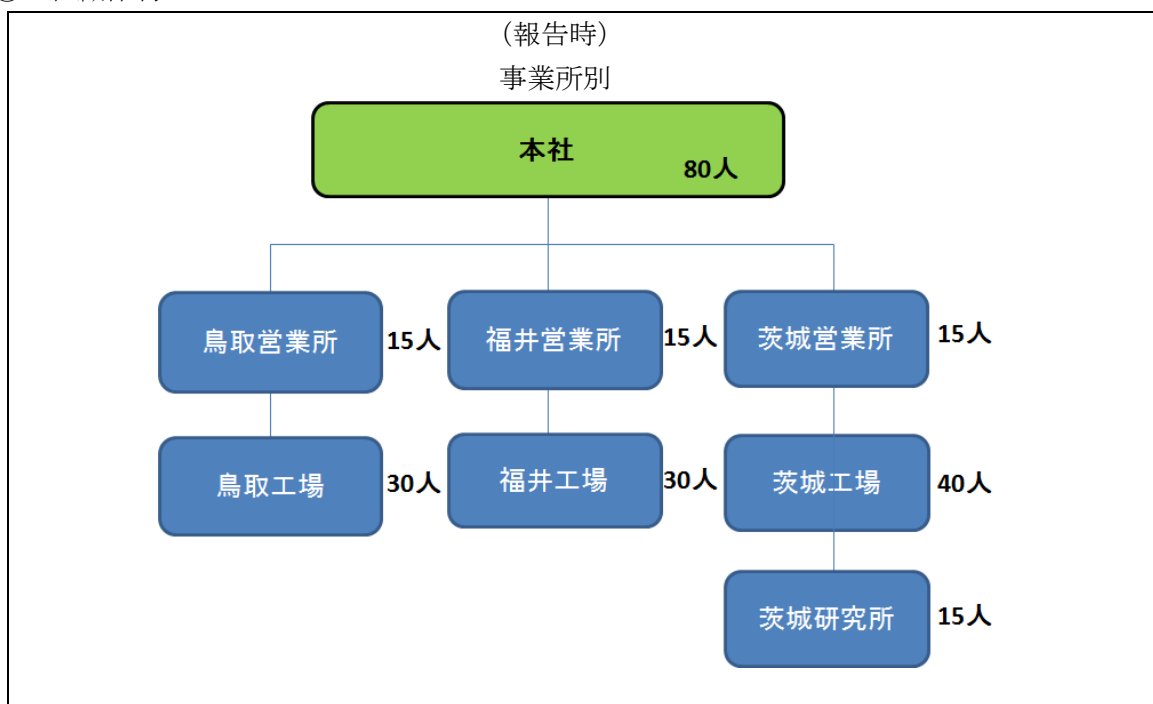 （報告時）
事業所別
本社
80人
鳥取営業所 15人 福井営業所 15人 茨城営業所 15人
鳥取工場 30人 福井工場 30人 茨城工場 40人
茨城研究所 15人